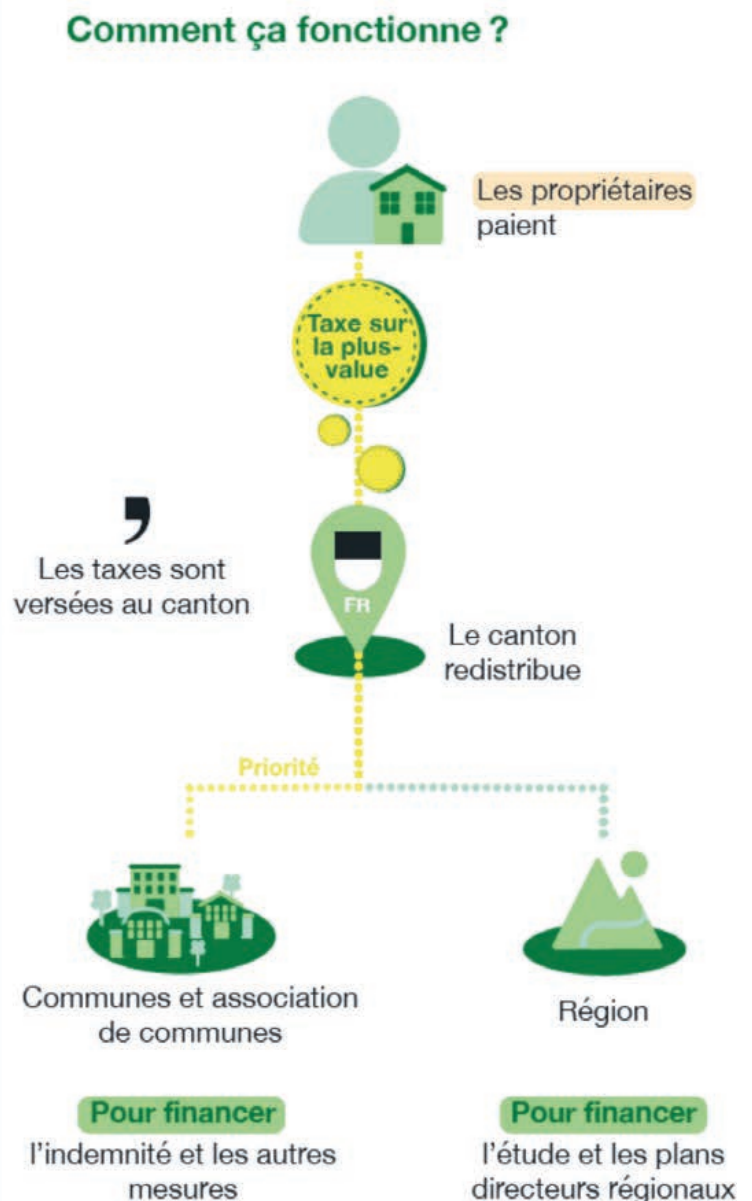 Comment ça fonctionne ?
Les propriétaires
paient
Taxe sur
la plus-
value
,
Les taxes sont
versées au canton
FR
Le canton
redistribue
Priorité
Communes et association
de communes
Région
Pour financer
l'indemnité et les autres
mesures
Pour financer
l'étude et les plans
directeurs régionaux